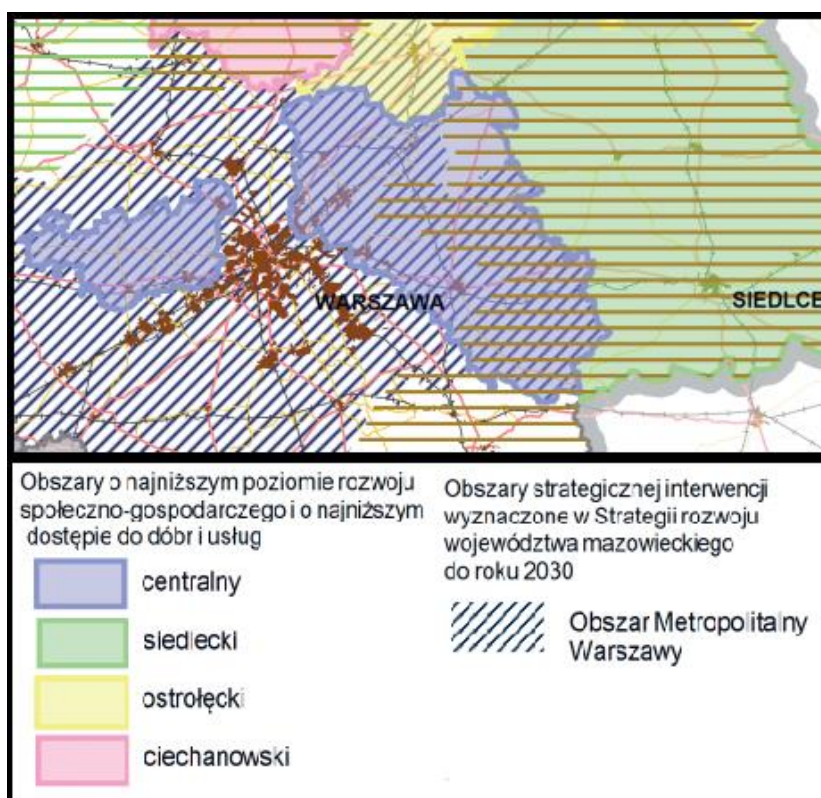 WARSZAWA
SIEDLCE
Obszary o najniższym poziomie rozwoju
społeczno-gospodarczego i o najniższym
dostępie do dóbr i usług
centralny
siedlecki
ostrołęcki
ciechanowski
Obszary strategicznej interwencji
wyznaczone w Strategii rozwoju
województwa mazowieckiego
do roku 2030
Obszar Metropolitalny
Warszawy